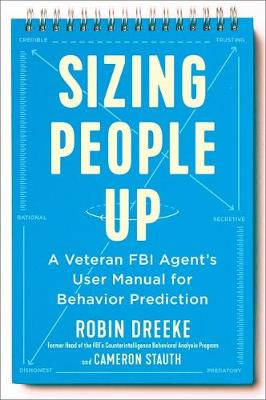 CREDIBLE TRUSTING
SIZING
PEOPLE
UP
RATIONAL SECRETIVE
A Veteran FBI Agent's
User Manual for
Behavior Prediction
ROBIN DREEKE
Former Head of the FBI's Counterintelligence Behavioral Analysis Program
and CAMERON STAUTH
DISHONEST PREDATORY